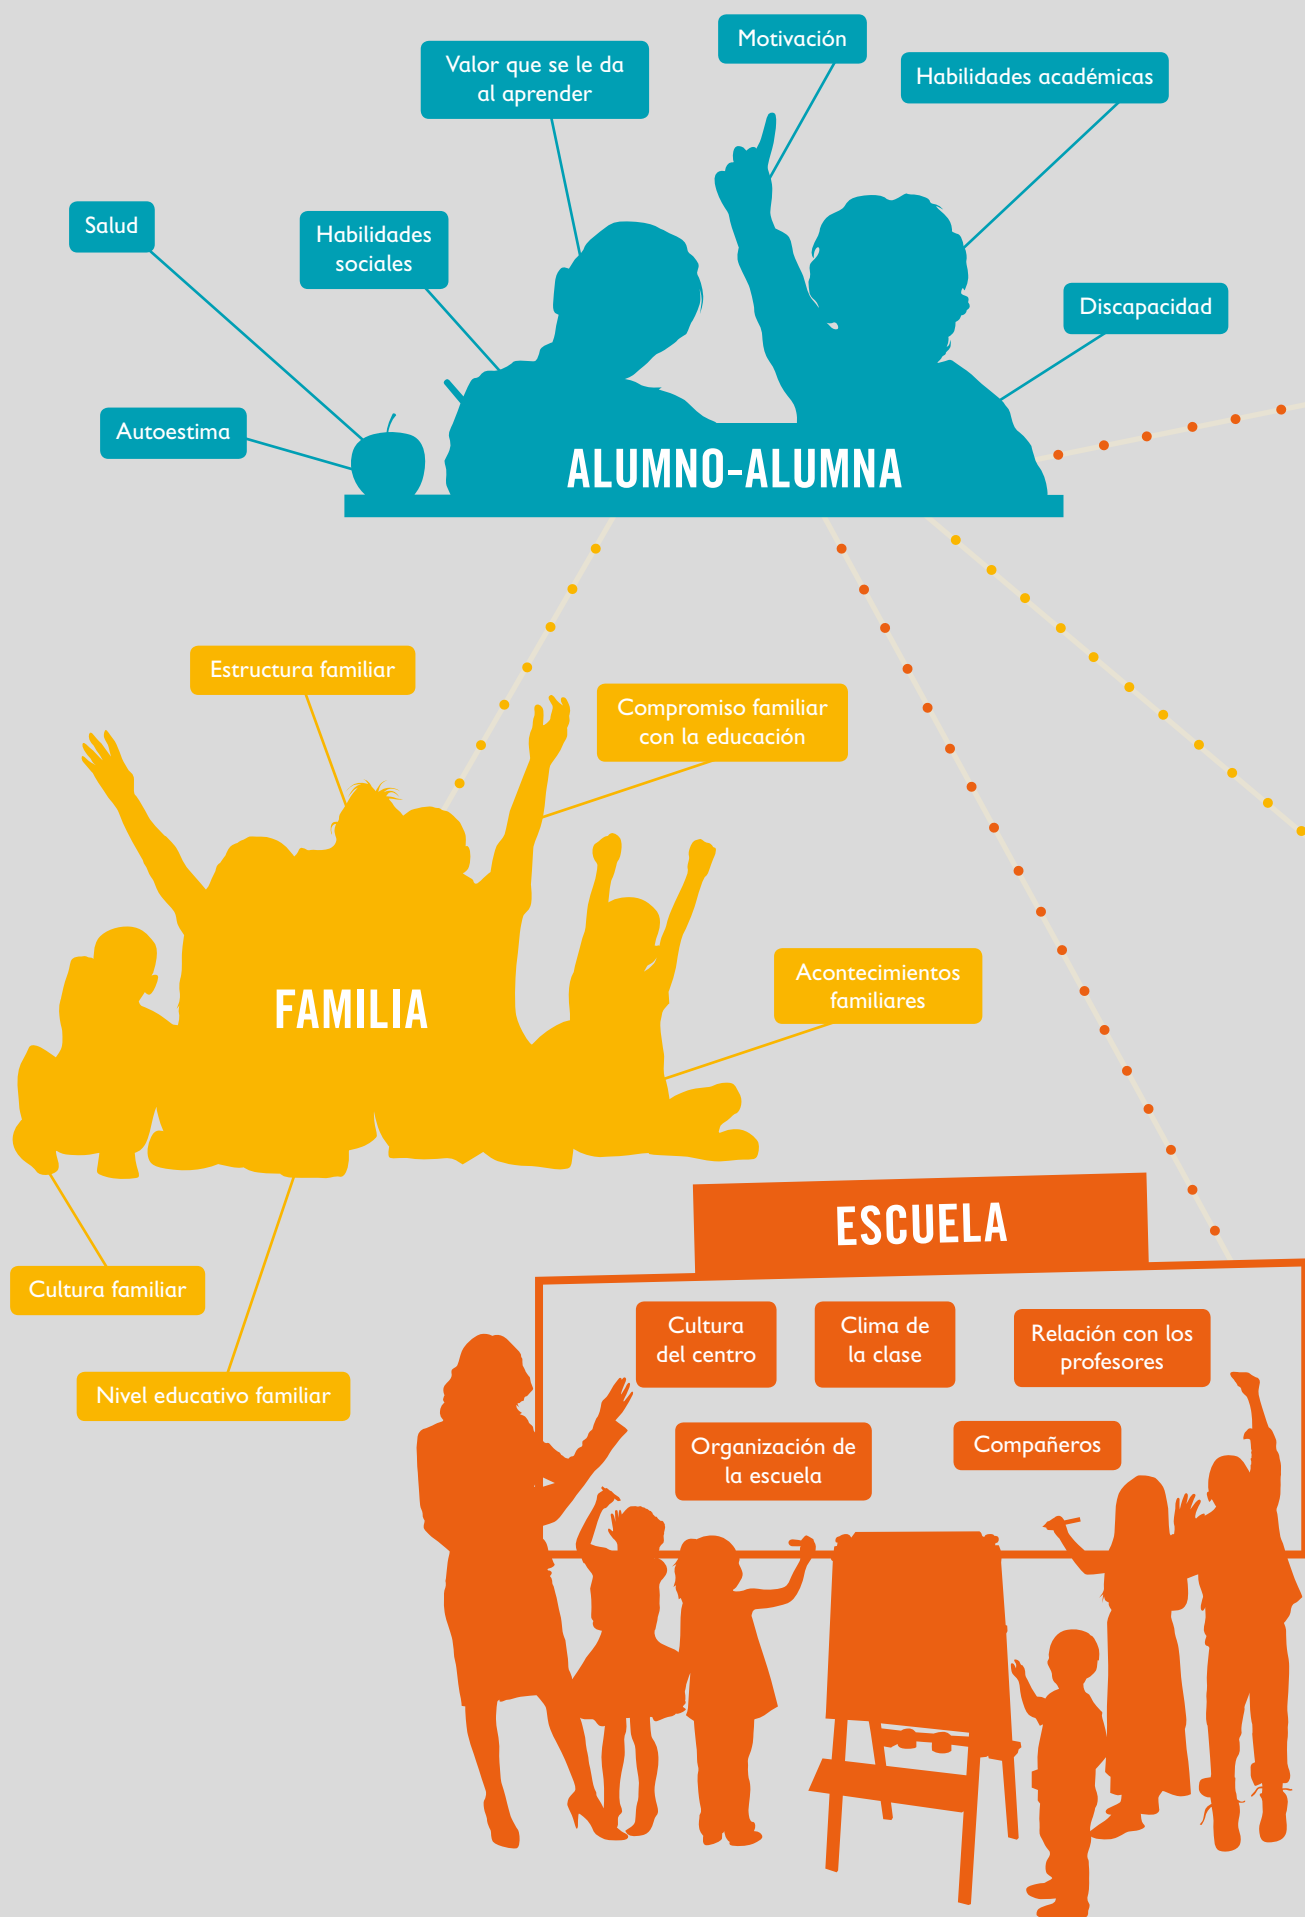 Motivación
Valor que se le da
al aprender
Habilidades académicas
Salud
Habilidades
sociales
Discapacidad
Autoestima
ALUMNO-ALUMNA
Estructura familiar
Compromiso familiar
con la educación
Acontecimientos
familiares
FAMILIA
Cultura familiar
Nivel educativo familiar
ESCUELA
Cultura
del centro
Clima de
la clase
Relación con los
profesores
Organización de
la escuela
Compañeros